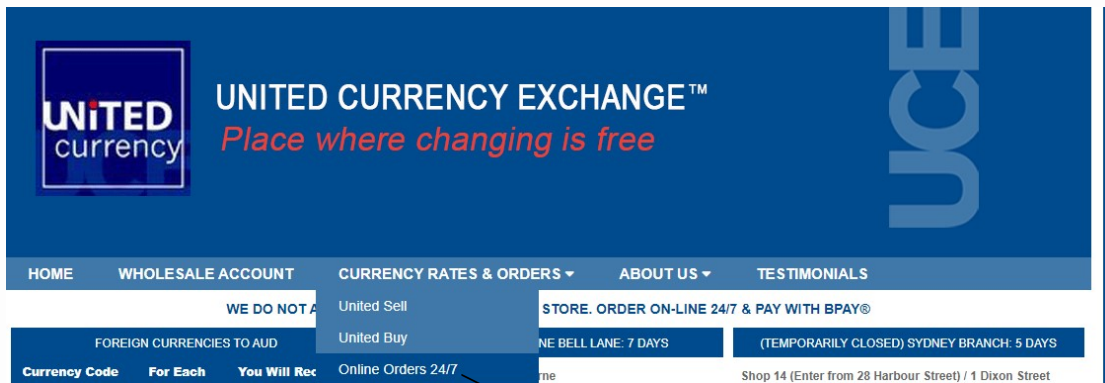 UNITED
currency
UNITED CURRENCY EXCHANGE™
Place where changing is free
UCE
HOME WHOLESALE ACCOUNT CURRENCY RATES & ORDERS ABOUT US TESTIMONIALS
WE DO NOT STORE. ORDER ON-LINE 24/7 & PAY WITH BPAY®
United Sell
United Buy
Online Orders 24/7
FOREIGN CURRENCIES TO AUD BELL LANE: 7 DAYS (TEMPORARILY CLOSED) SYDNEY BRANCH: 5 DAYS
Currency Code For Each You Will Shop 14 (Enter from 28 Harbour Street) / 1 Dixon Street